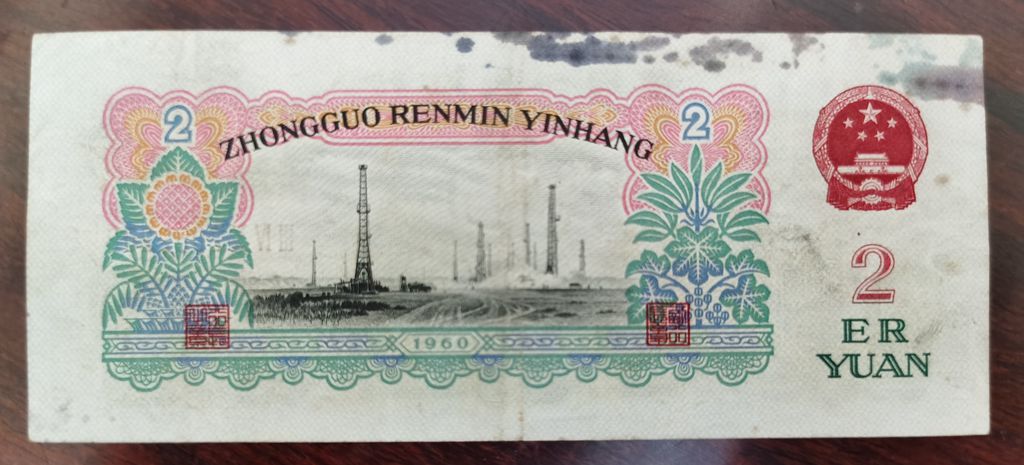 2
2
ZHONGGUO RENMIN YINHANG
2
ER
YUAN
1960